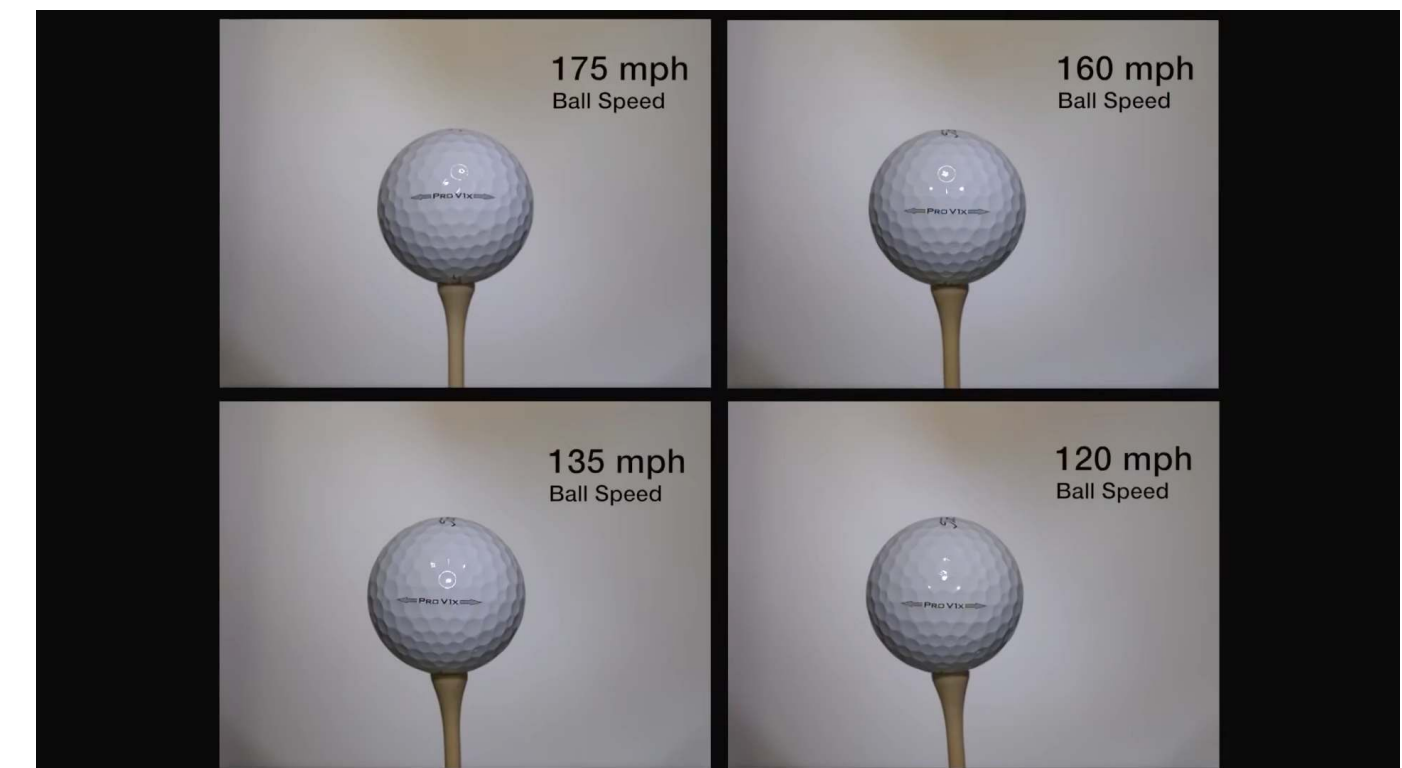 175 mph
Ball Speed
PRO V1X
160 mph
Ball Speed
PRO V1X
135 mph
Ball Speed
PRO V1X
120 mph
Ball Speed
PRO V1X